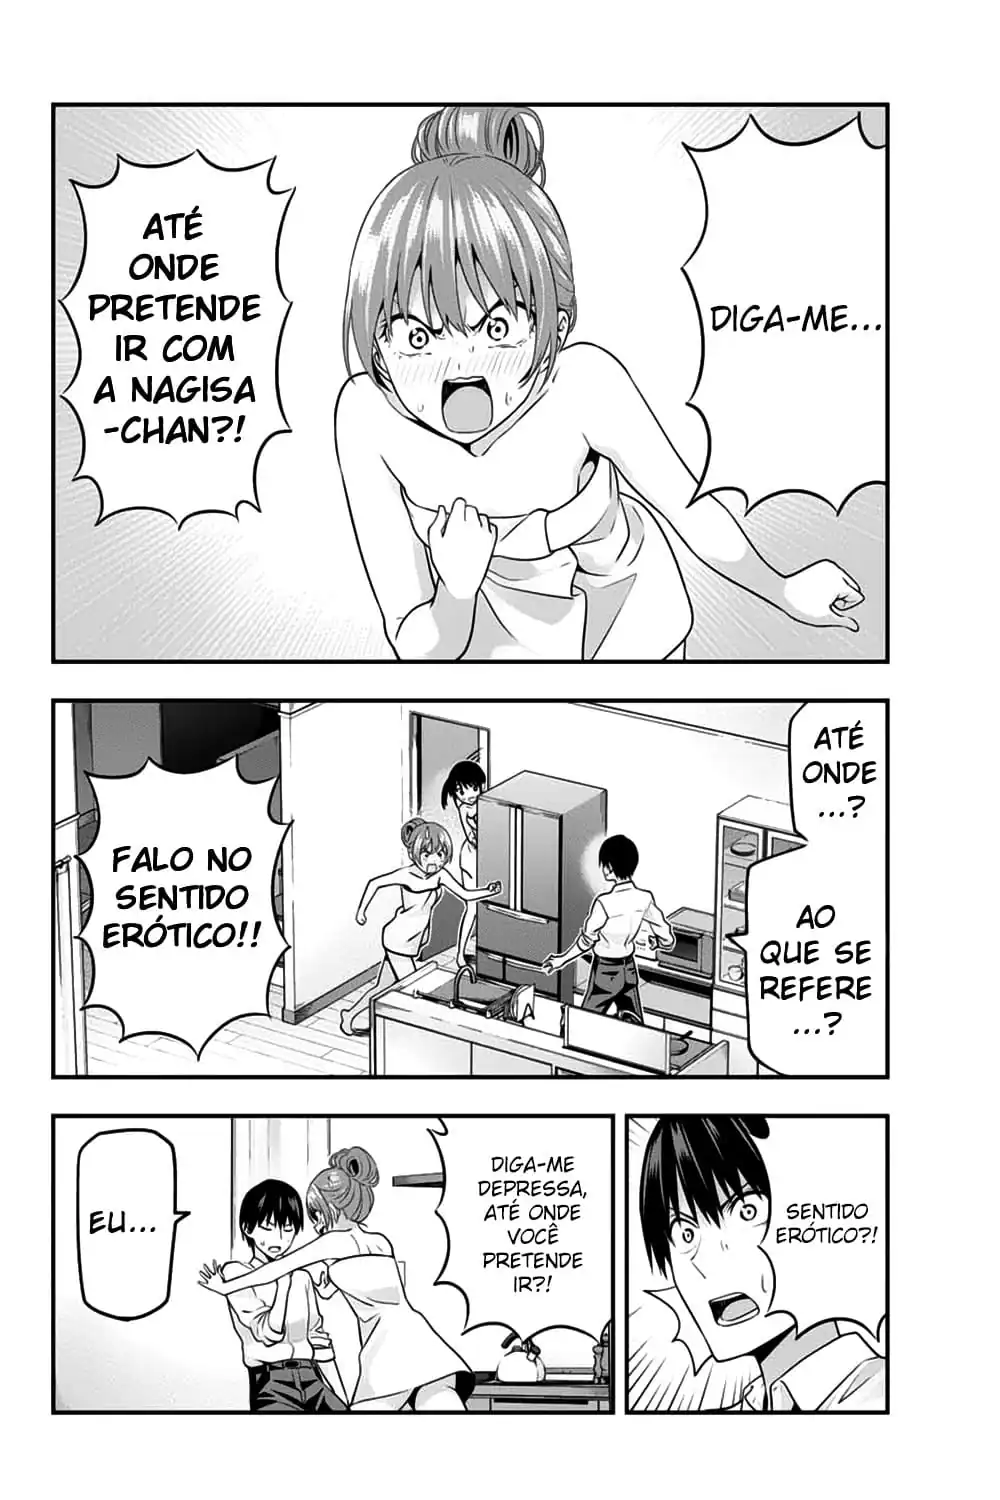 DIGA-ME...
ATÉ
ONDE
PRETENDE
IR COM
A NAGISA
-CHAN?!
ATÉ
ONDE
...?
AO
QUE SE
REFERE
...?
FALO NO
SENTIDO
ERÓTICO!!
SENTIDO
ERÓTICO?!
DIGA-ME
DEPRESSA,
ATÉ ONDE
VOCÊ
PRETENDE
IR?!
EU...